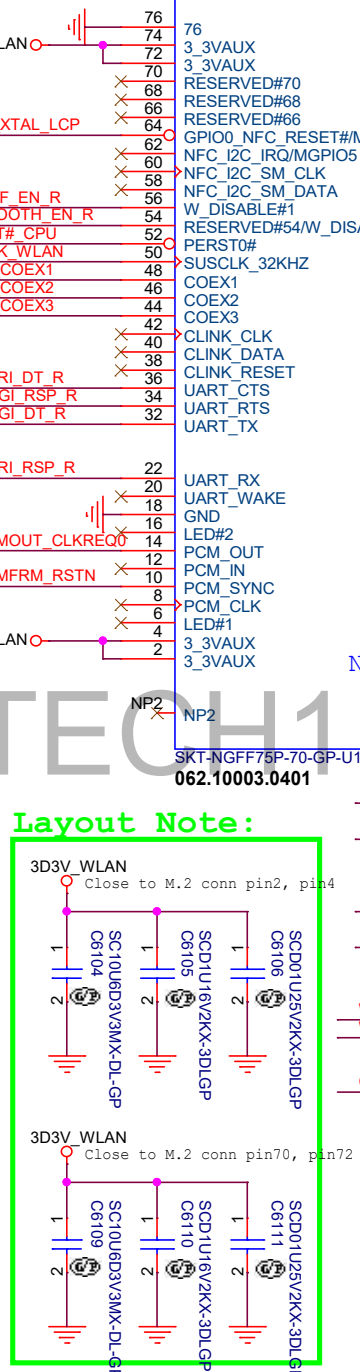 76 76
74 3_3VAUX
LAN
72 3_3VAUX
70 RESERVED#70
68 RESERVED#68
66 RESERVED#66
XTAL_LCP 64 GPIO0_NFC_RESET#/M
62 NFC_I2C_IRQ/MGPIO5
60 NFC_I2C_SM_CLK
58 NFC_I2C_SM_DATA
F_EN_R 56 W_DISABLE#1
OOTH_EN_R 54 RESERVED#54/W_DISA
T#_CPU 52 PERST0#
K_WLAN 50 SUSCLK_32KHZ
COEX1 48 COEX1
COEX2 46 COEX2
COEX3 44 COEX3
42 CLINK_CLK
40 CLINK_DATA
38 CLINK_RESET
RI_DT_R 36 UART_CTS
GI_RSP_R 34 UART_RTS
GI_DT_R 32 UART_TX
RI_RSP_R 22 UART_RX
20 UART_WAKE
18 GND
16 LED#2
MOUT_CLKREQ0 14 PCM_OUT
12 PCM_IN
MFRM_RSTN 10 PCM_SYNC
8 PCM_CLK
6 LED#1
LAN 4 3_3VAUX
2 3_3VAUX
N
NP2 NP2
TECH1
SKT-NGFF75P-70-GP-U1
062.10003.0401
Layout Note:
3D3V_WLAN
Close to M.2 conn pin2, pin4
1 2 C6104 SC10U6D3V3MX-DL-GP G/P
1 2 C6105 SCD1U16V2KX-3DLGP G/P
1 2 C6106 SCD01U25V2KX-3DLGP G/P
3D3V_WLAN
Close to M.2 conn pin70, pin72
1 2 C6109 SC10U6D3V3MX-DL-GP G/P
1 2 C6110 SCD1U16V2KX-3DLGP G/P
1 2 C6111 SCD01U25V2KX-3DLG G/P